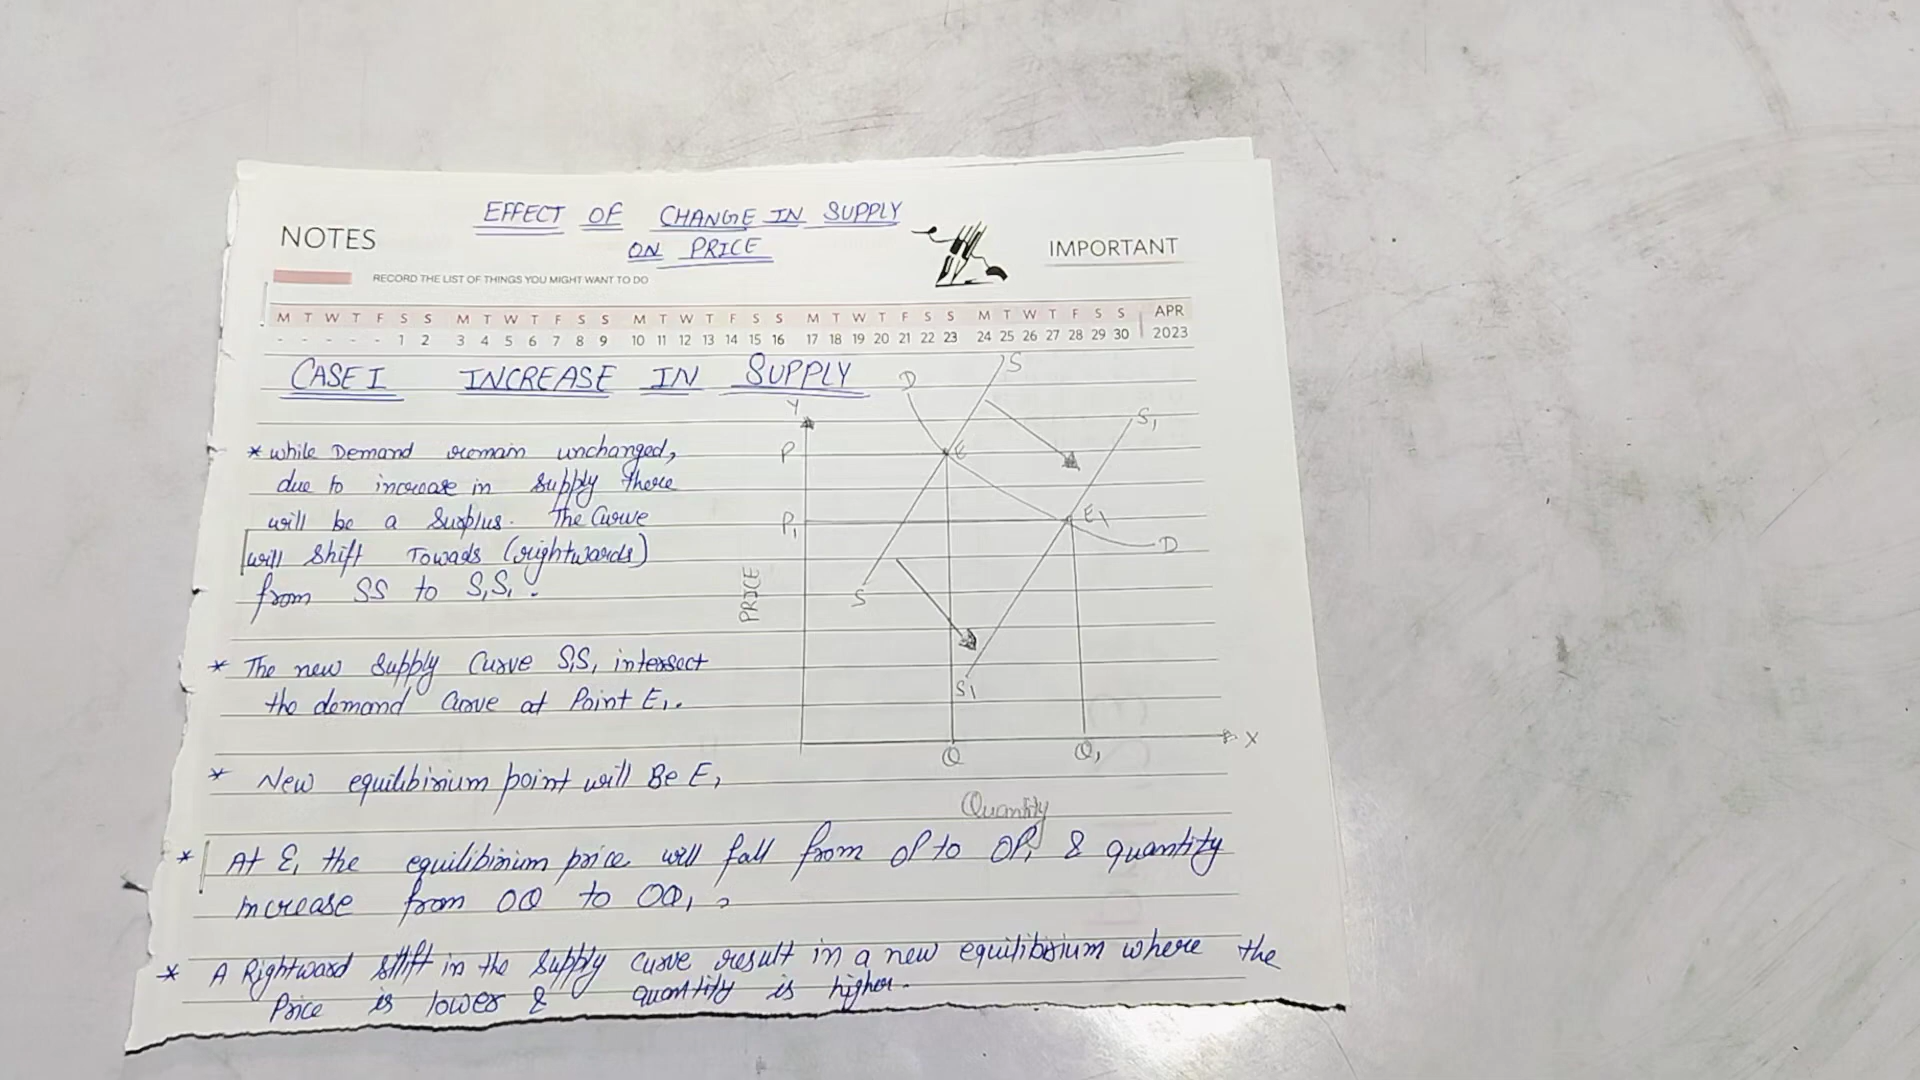 EFFECT OF CHANGE IN SUPPLY
ON PRICE
NOTES
IMPORTANT
RECORD THE LIST OF THINGS YOU MIGHT WANT TO DO
M T W T F S S M T W T F S S M T W T F S S M T W T F S S M T W T F S S APR
- - - - - 1 2 3 4 5 6 7 8 9 10 11 12 13 14 15 16 17 18 19 20 21 22 23 24 25 26 27 28 29 30 2023
CASE I INCREASE IN SUPPLY
* while Demand remain unchanged,
due to increase in supply there
will be a Surplus. The Curve
will shift Towads (rightwards)
from SS to S₁S₁.
* The new Supply Curve S₁S₁ intersect
the demand Curve at Point E₁.
* New equilibirium point will Be E₁
Y
D
S
S₁
P
E
P₁
E₁
D
PRICE
S
S₁
Q
Q₁
X
Quantity
* At E₁ the equilibirium price will fall from OP to OP₁ & quantity
increase from OQ to OQ₁,
* A Rightward Shift in the Supply curve result in a new equilibirium where the
Price is lower & quantity is higher.